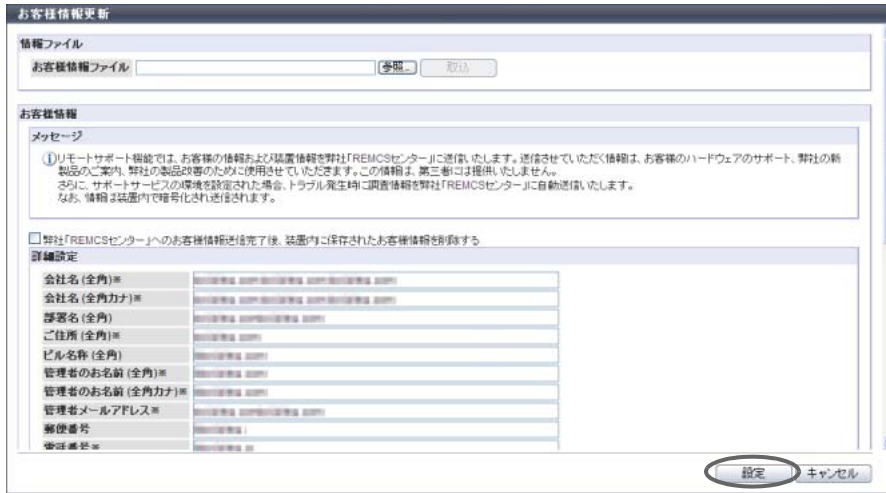 お客様情報更新
情報ファイル
お客様情報ファイル 参照... 取込
お客様情報
メッセージ
リモートサポート機能では、お客様の情報および装置情報を弊社「REMCSセンター」に送信いたします。送信させていただく情報は、お客様のハードウェアのサポート、弊社の新
製品のご案内、弊社の製品改善のために使用させていただきます。この情報は、第三者には提供いたしません。
さらに、サポートサービスの環境を設定された場合、トラブル発生時に調査情報を弊社「REMCSセンター」に自動送信いたします。
なお、情報は装置内で暗号化され送信されます。
弊社「REMCSセンター」へのお客様情報送信完了後、装置内に保存されたお客様情報を削除する
詳細設定
会社名(全角)※
会社名(全角カナ)※
部署名(全角)
ご住所(全角)※
ビル名称(全角)
管理者のお名前(全角)※
管理者のお名前(全角カナ)※
管理者メールアドレス※
郵便番号
電話番号※
設定 キャンセル